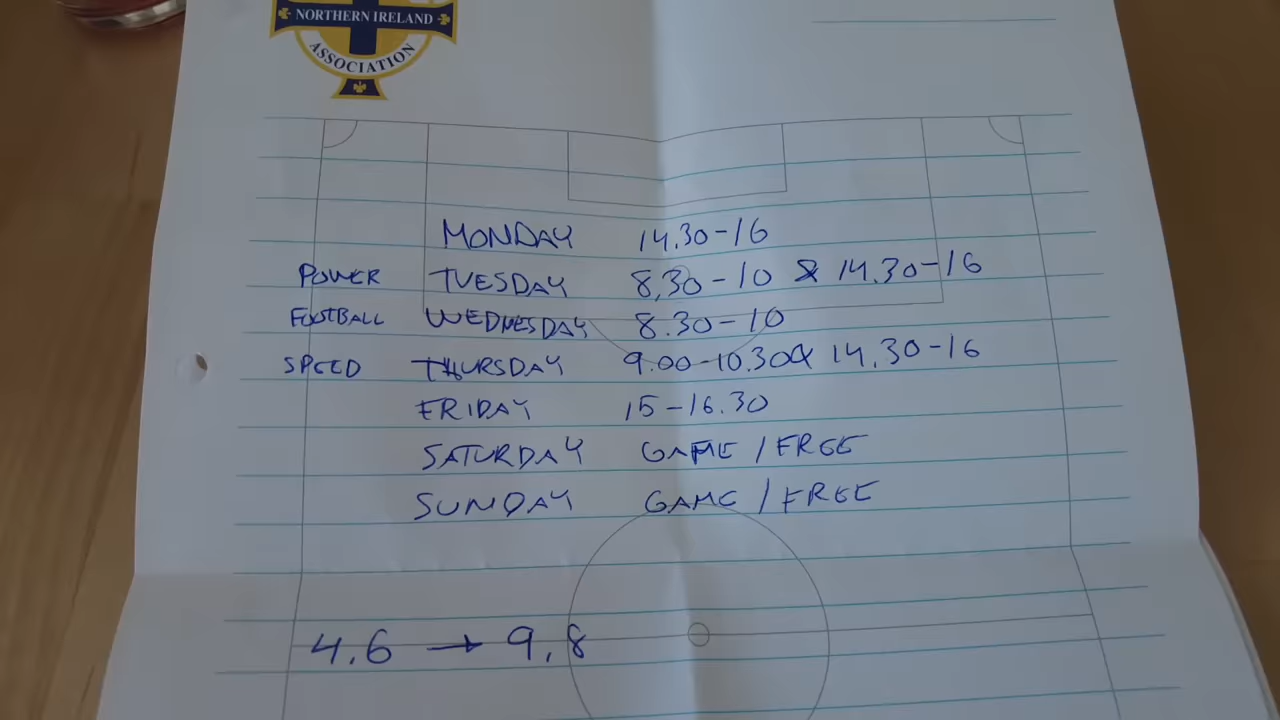 NORTHERN IRELAND
ASSOCIATION
MONDAY 14.30-16
POWER TUESDAY 8.30-10 & 14.30-16
FOOTBALL WEDNESDAY 8.30-10
SPEED THURSDAY 9.00-10.30 & 14.30-16
FRIDAY 15-16.30
SATURDAY GAME / FREE
SUNDAY GAME / FREE
4.6 → 9.8